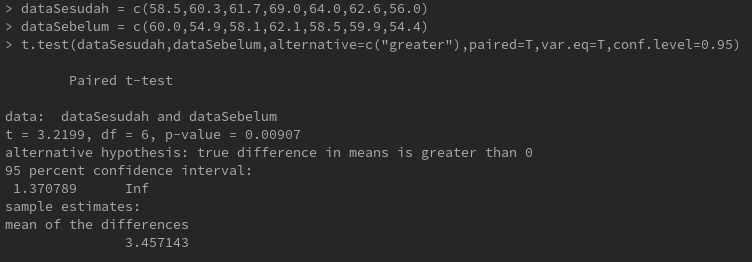 > dataSesudah = c(58.5,60.3,61.7,69.0,64.0,62.6,56.0)
> dataSebelum = c(60.0,54.9,58.1,62.1,58.5,59.9,54.4)
> t.test(dataSesudah,dataSebelum,alternative=c("greater"),paired=T,var.eq=T,conf.level=0.95)
Paired t-test
data:  dataSesudah and dataSebelum
t = 3.2199, df = 6, p-value = 0.00907
alternative hypothesis: true difference in means is greater than 0
95 percent confidence interval:
 1.370789      Inf
sample estimates:
mean of the differences
               3.457143